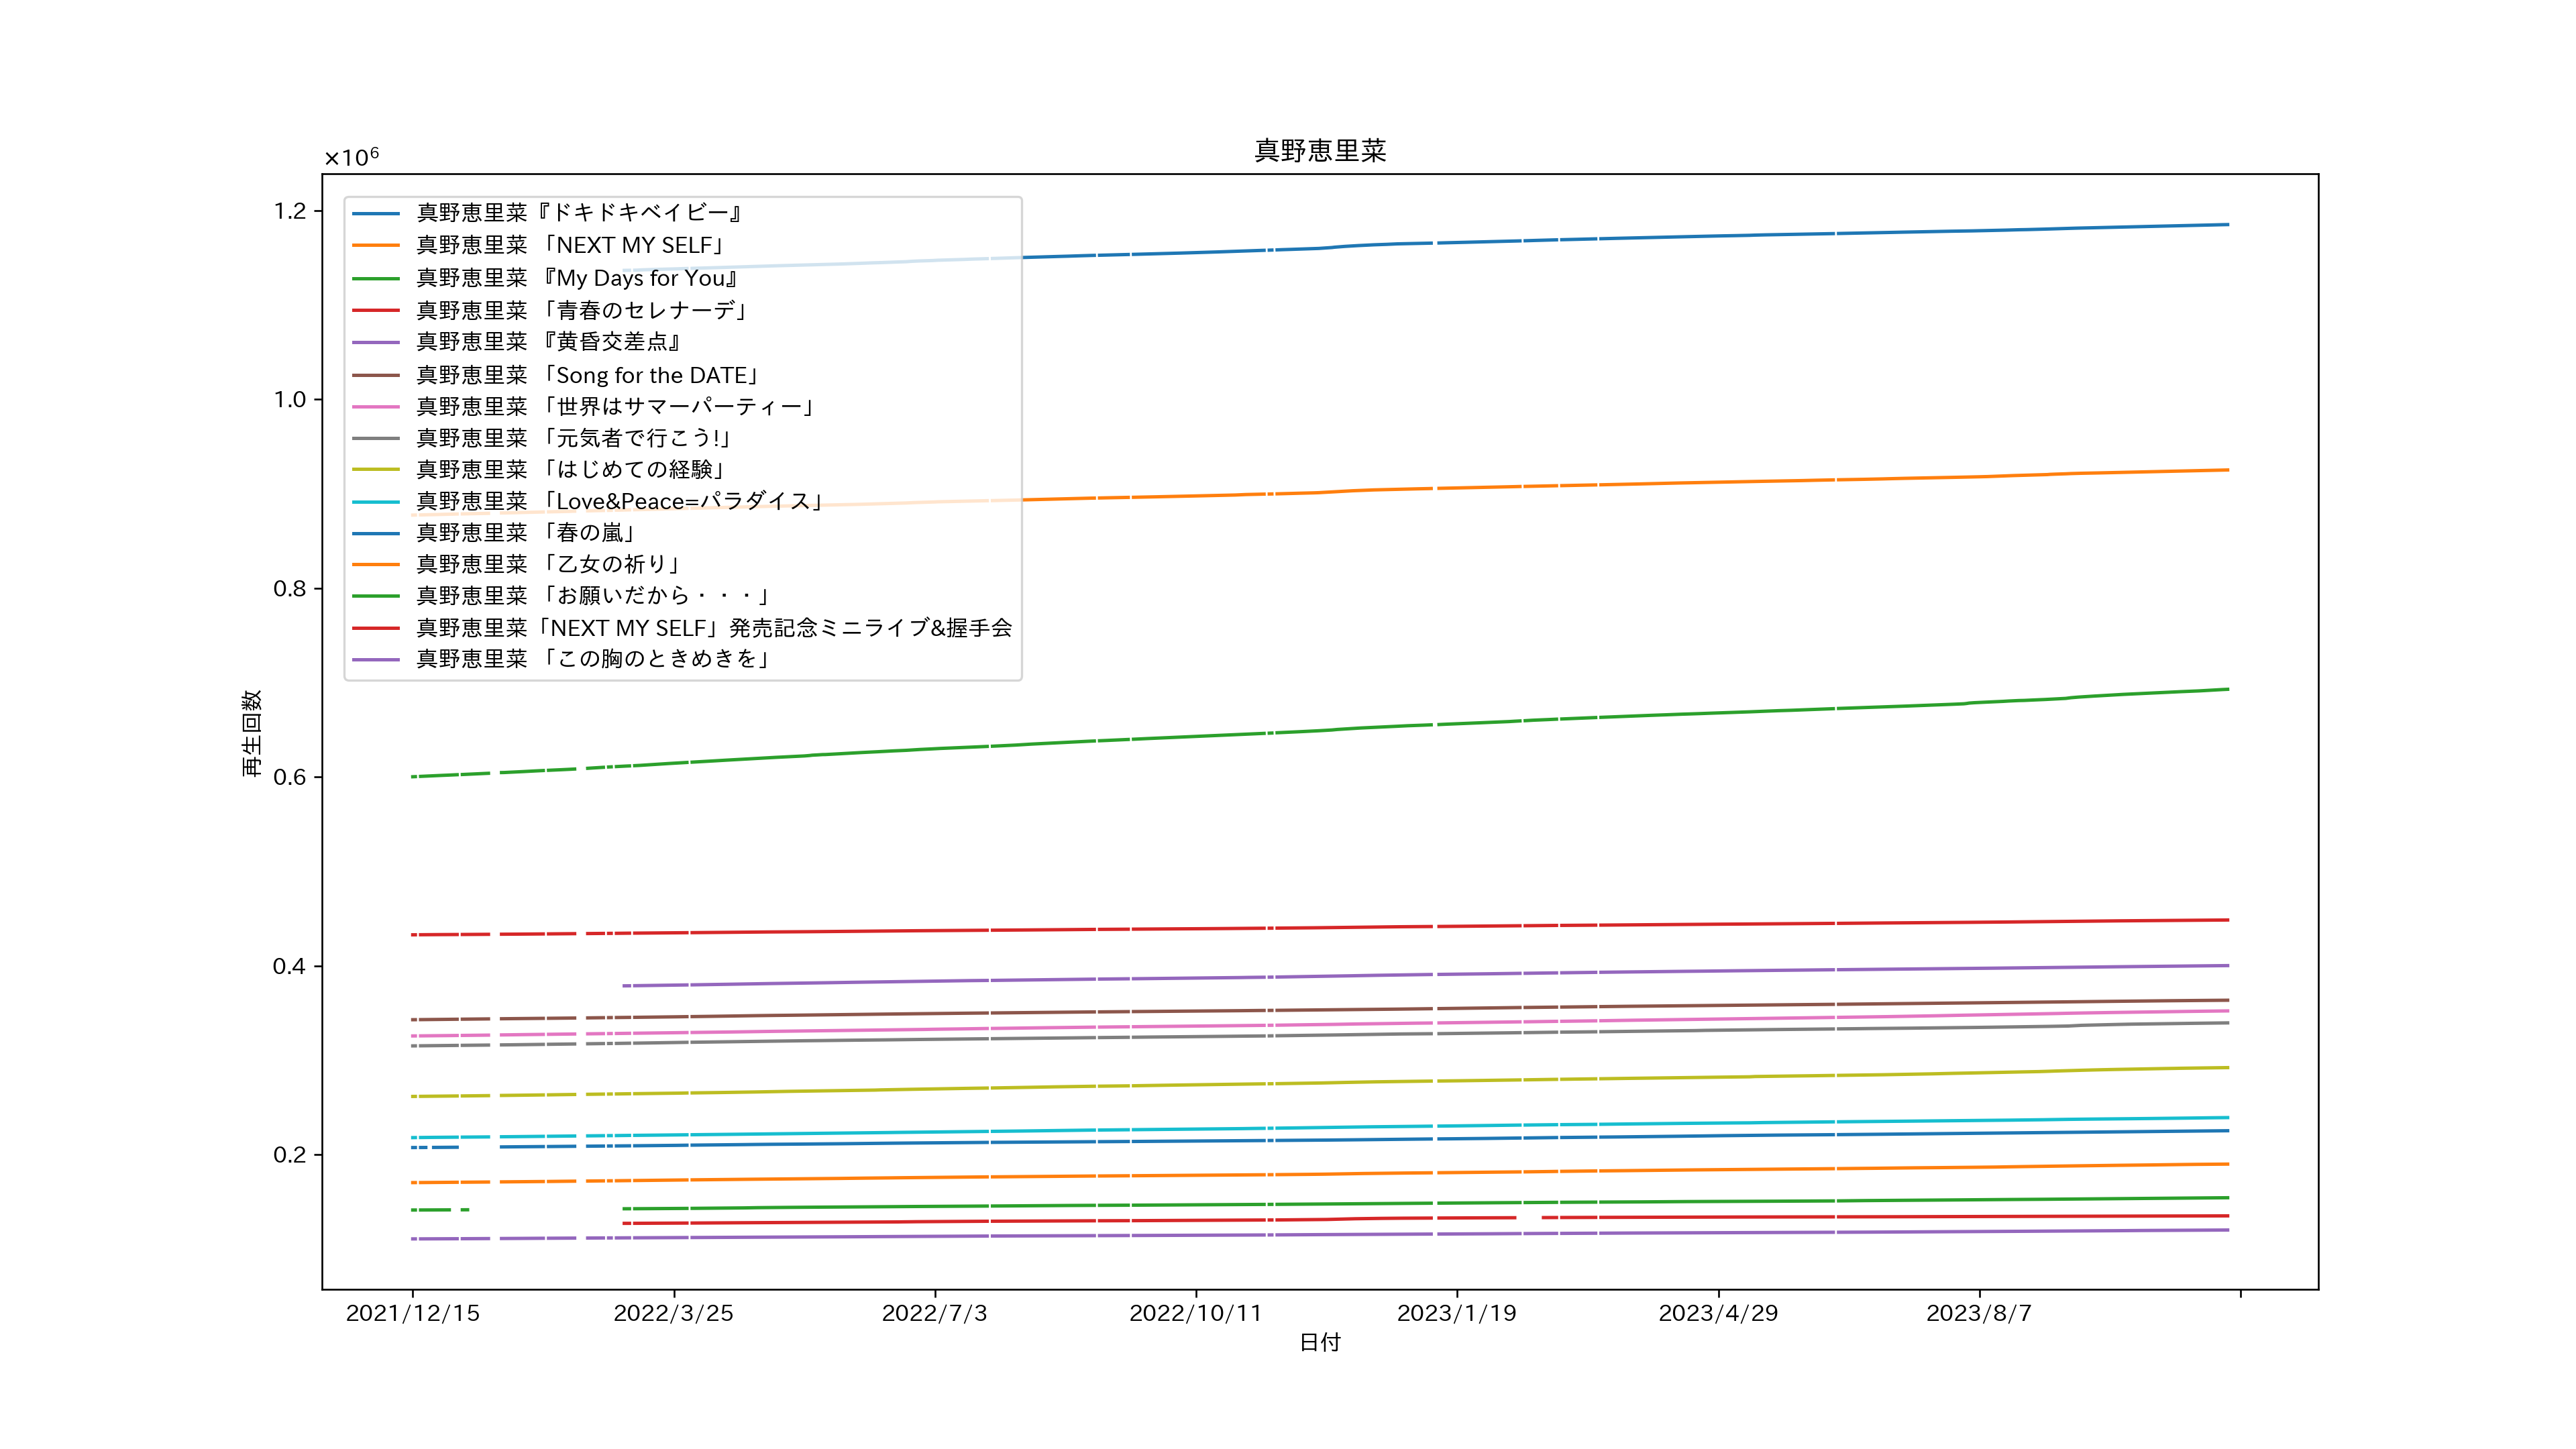 真野恵里菜
×10⁶
1.2
1.0
0.8
0.6
0.4
0.2
再生回数
真野恵里菜『ドキドキベイビー』
真野恵里菜 「NEXT MY SELF」
真野恵里菜 『My Days for You』
真野恵里菜 「青春のセレナーデ」
真野恵里菜 『黄昏交差点』
真野恵里菜 「Song for the DATE」
真野恵里菜 「世界はサマーパーティー」
真野恵里菜 「元気者で行こう!」
真野恵里菜 「はじめての経験」
真野恵里菜 「Love&Peace=パラダイス」
真野恵里菜 「春の嵐」
真野恵里菜 「乙女の祈り」
真野恵里菜 「お願いだから・・・」
真野恵里菜「NEXT MY SELF」発売記念ミニライブ&握手会
真野恵里菜 「この胸のときめきを」
2021/12/15 2022/3/25 2022/7/3 2022/10/11 2023/1/19 2023/4/29 2023/8/7
日付